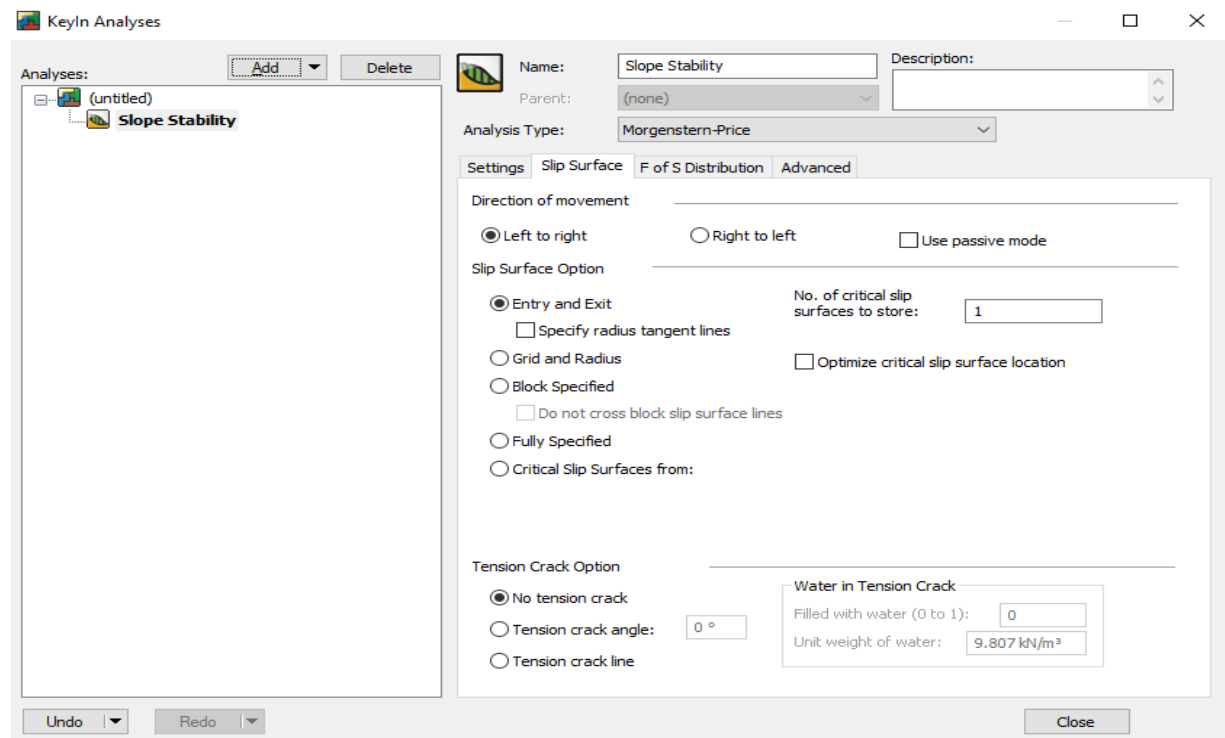 KeyIn Analyses
Analyses:
Add
Delete
(untitled)
Slope Stability
Name:
Slope Stability
Description:
Parent:
(none)
Analysis Type:
Morgenstern-Price
Settings
Slip Surface
F of S Distribution
Advanced
Direction of movement
Left to right
Right to left
Use passive mode
Slip Surface Option
Entry and Exit
Specify radius tangent lines
Grid and Radius
Block Specified
Do not cross block slip surface lines
Fully Specified
Critical Slip Surfaces from:
No. of critical slip
surfaces to store:
1
Optimize critical slip surface location
Tension Crack Option
No tension crack
Tension crack angle:
0 °
Tension crack line
Water in Tension Crack
Filled with water (0 to 1):
0
Unit weight of water:
9.807 kN/m³
Undo
Redo
Close